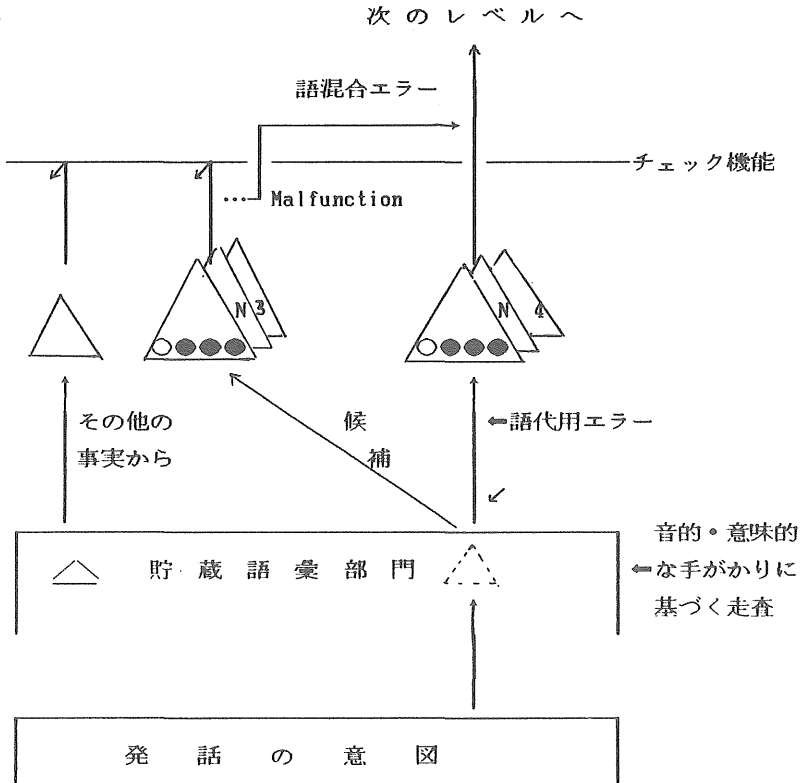 次のレベルへ
語混合エラー
チェック機能
…Malfunction
N 3
N 4
その他の
事実から
候
補
⇐語代用エラー
音的・意味的
⇐な手がかりに
基づく走査
貯蔵語彙部門
発話の意図